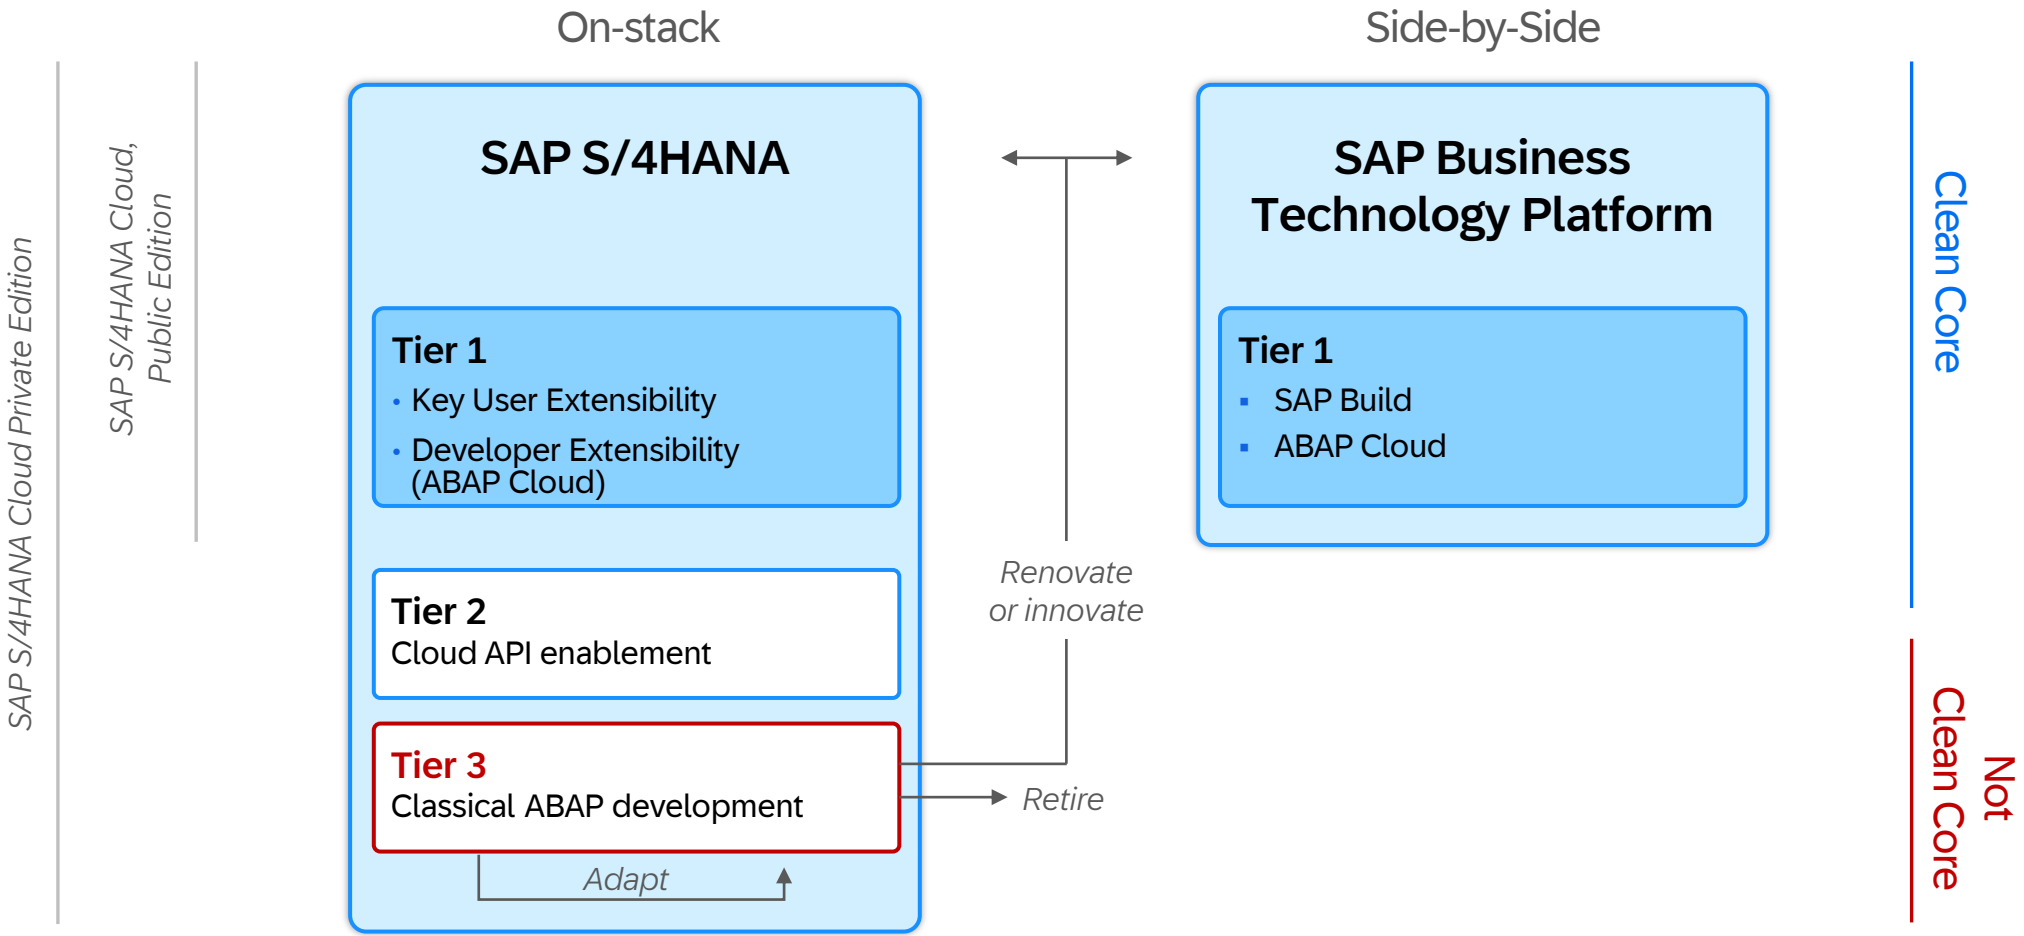 On-stack
Side-by-Side
SAP S/4HANA Cloud Private Edition
SAP S/4HANA Cloud,
Public Edition
SAP S/4HANA
Tier 1
• Key User Extensibility
• Developer Extensibility
(ABAP Cloud)
Tier 2
Cloud API enablement
Tier 3
Classical ABAP development
Adapt
Renovate
or innovate
Retire
SAP Business
Technology Platform
Tier 1
▪ SAP Build
▪ ABAP Cloud
Clean Core
Not
Clean Core